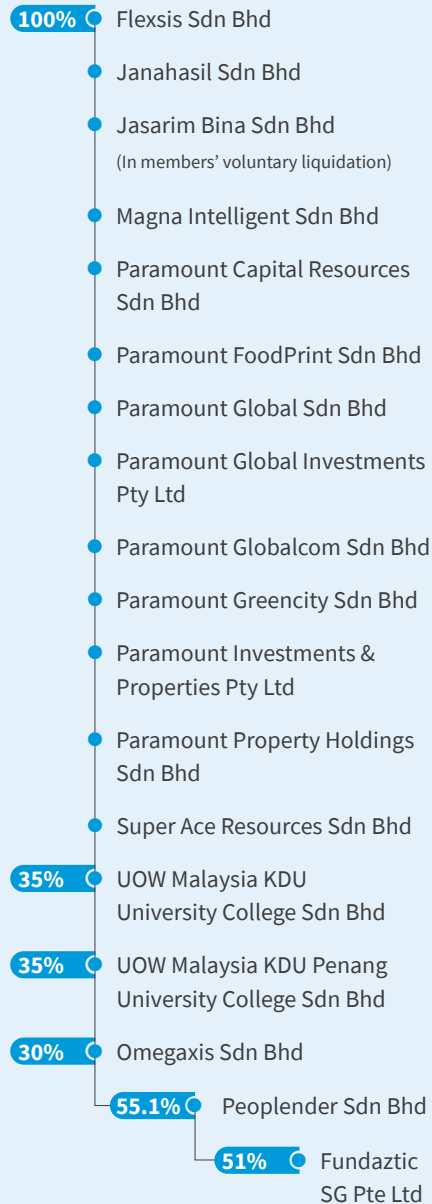 100% Flexsis Sdn Bhd
Janahasil Sdn Bhd
Jasarim Bina Sdn Bhd
(In members’ voluntary liquidation)
Magna Intelligent Sdn Bhd
Paramount Capital Resources
Sdn Bhd
Paramount FoodPrint Sdn Bhd
Paramount Global Sdn Bhd
Paramount Global Investments
Pty Ltd
Paramount Globalcom Sdn Bhd
Paramount Greencity Sdn Bhd
Paramount Investments &
Properties Pty Ltd
Paramount Property Holdings
Sdn Bhd
Super Ace Resources Sdn Bhd
35% UOW Malaysia KDU
University College Sdn Bhd
35% UOW Malaysia KDU Penang
University College Sdn Bhd
30% Omegaxis Sdn Bhd
55.1% Peoplender Sdn Bhd
51% Fundaztic
SG Pte Ltd